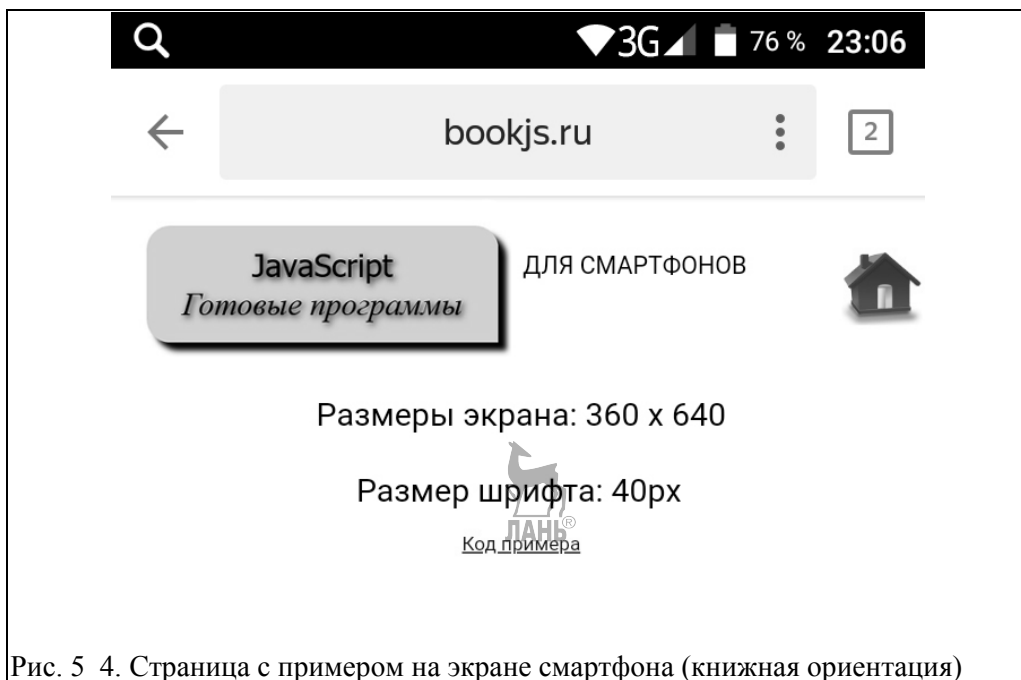 3G 76 % 23:06
bookjs.ru 2
JavaScript
Готовые программы
ДЛЯ СМАРТФОНОВ
Размеры экрана: 360 x 640
Размер шрифта: 40px
ЛАНЬ®
Код примера
Рис. 5 4. Страница с примером на экране смартфона (книжная ориентация)